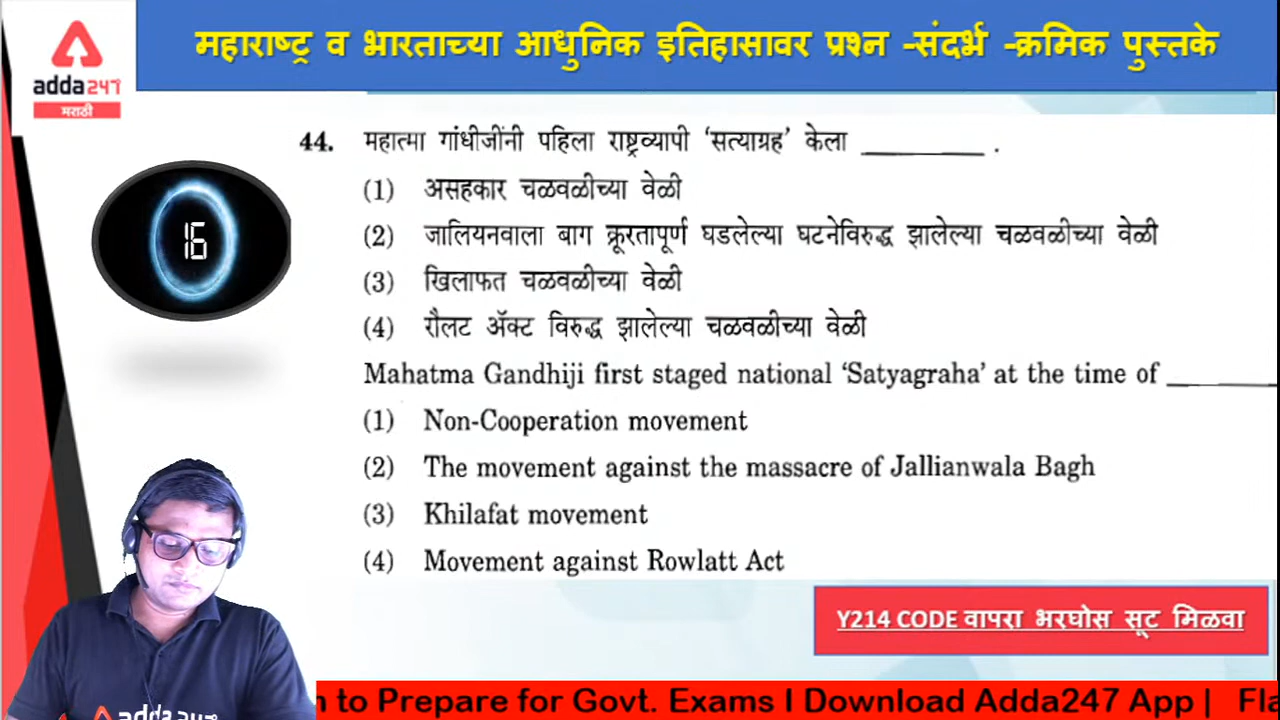 महाराष्ट्र व भारताच्या आधुनिक इतिहासावर प्रश्न -संदर्भ -क्रमिक पुस्तके
adda247
मराठी
44. महात्मा गांधीजींनी पहिला राष्ट्रव्यापी ‘सत्याग्रह’ केला ________ .
(1) असहकार चळवळीच्या वेळी
(2) जालियनवाला बाग क्रूरतापूर्ण घडलेल्या घटनेविरुद्ध झालेल्या चळवळीच्या वेळी
16
(3) खिलाफत चळवळीच्या वेळी
(4) रौलट ॲक्ट विरुद्ध झालेल्या चळवळीच्या वेळी
Mahatma Gandhiji first staged national ‘Satyagraha’ at the time of ________
(1) Non-Cooperation movement
(2) The movement against the massacre of Jallianwala Bagh
(3) Khilafat movement
(4) Movement against Rowlatt Act
Y214 CODE वापरा भरघोस सूट मिळवा
to Prepare for Govt. Exams I Download Adda247 App |
adda247